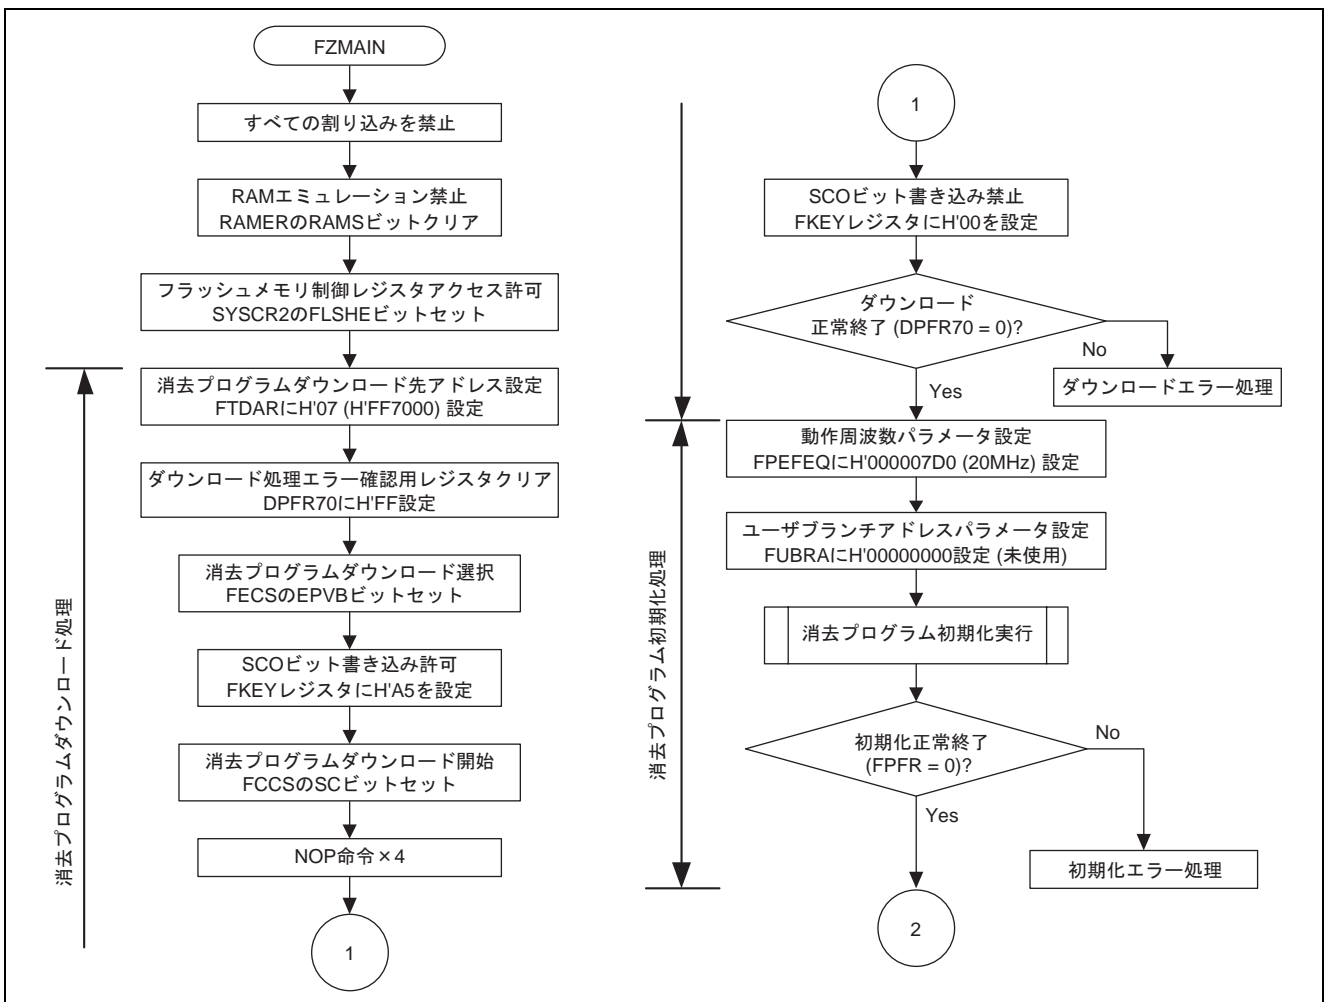 FZMAIN
すべての割り込みを禁止
RAMエミュレーション禁止
RAMERのRAMSビットクリア
フラッシュメモリ制御レジスタアクセス許可
SYSCR2のFLSHEビットセット
消去プログラムダウンロード処理
消去プログラムダウンロード先アドレス設定
FTDARにH'07 (H'FF7000) 設定
ダウンロード処理エラー確認用レジスタクリア
DPFR70にH'FF設定
消去プログラムダウンロード選択
FECSのEPVBビットセット
SCOビット書き込み許可
FKEYレジスタにH'A5を設定
消去プログラムダウンロード開始
FCCSのSCビットセット
NOP命令×4
1
1
SCOビット書き込み禁止
FKEYレジスタにH'00を設定
ダウンロード
正常終了 (DPFR70 = 0)?
No
ダウンロードエラー処理
Yes
消去プログラム初期化処理
動作周波数パラメータ設定
FPEFEQにH'000007D0 (20MHz) 設定
ユーザブランチアドレスパラメータ設定
FUBRAにH'00000000設定 (未使用)
消去プログラム初期化実行
初期化正常終了
(FPFR = 0)?
No
Yes
初期化エラー処理
2